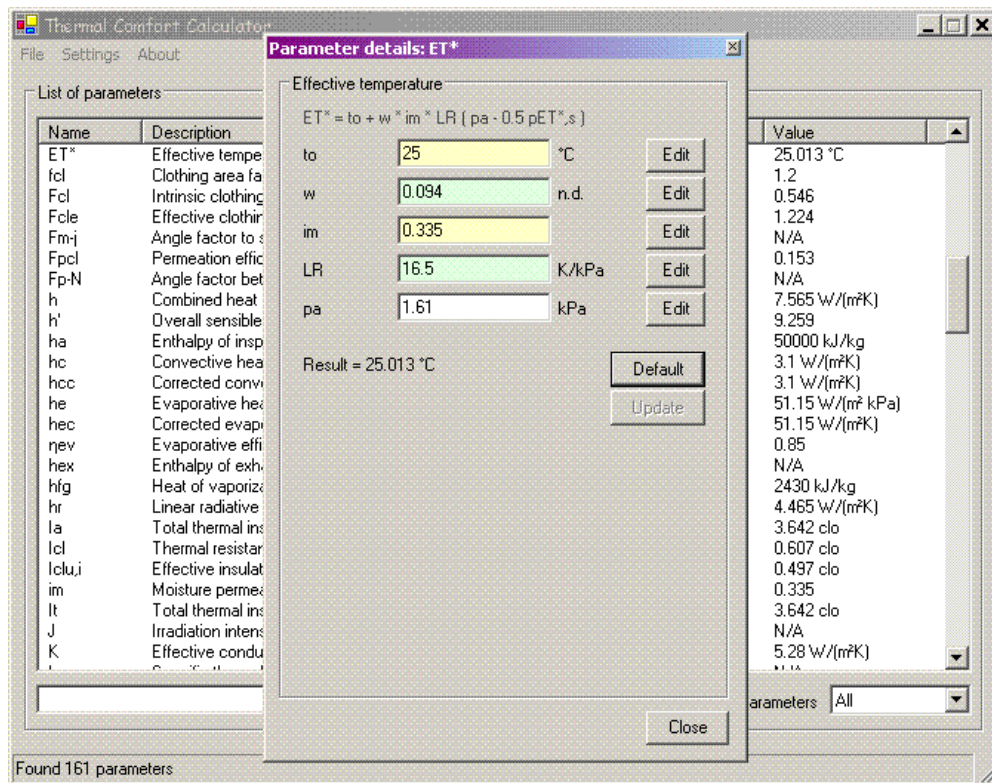 Thermal Comfort Calculator
File Settings About
Parameter details: ET*
List of parameters
Name Description Value
ET* Effective tempe 25.013 °C
fcl Clothing area fa 1.2
Fcl Intrinsic clothing 0.546
Fcle Effective clothin 1.224
Fm-j Angle factor to s N/A
Fpcl Permeation effic 0.153
Fp-N Angle factor bet N/A
h Combined heat 7.565 W/(m²K)
h' Overall sensible 9.259
ha Enthalpy of insp 50000 kJ/kg
hc Convective hea 3.1 W/(m²K)
hcc Corrected conv 3.1 W/(m²K)
he Evaporative hea 51.15 W/(m² kPa)
hec Corrected evap 51.15 W/(m²K)
ηev Evaporative effi 0.85
hex Enthalpy of exh N/A
hfg Heat of vaporiza 2430 kJ/kg
hr Linear radiative 4.465 W/(m²K)
Ia Total thermal ins 3.642 clo
Icl Thermal resistar 0.607 clo
Iclu,i Effective insulat 0.497 clo
im Moisture permea 0.335
It Total thermal ins 3.642 clo
J Irradiation intens N/A
K Effective condu 5.28 W/(m²K)
Effective temperature
ET* = to + w * im * LR ( pa - 0.5 pET*,s )
to 25 °C Edit
w 0.094 n.d. Edit
im 0.335 Edit
LR 16.5 K/kPa Edit
pa 1.61 kPa Edit
Result = 25.013 °C Default
Update
Close
arameters All
Found 161 parameters